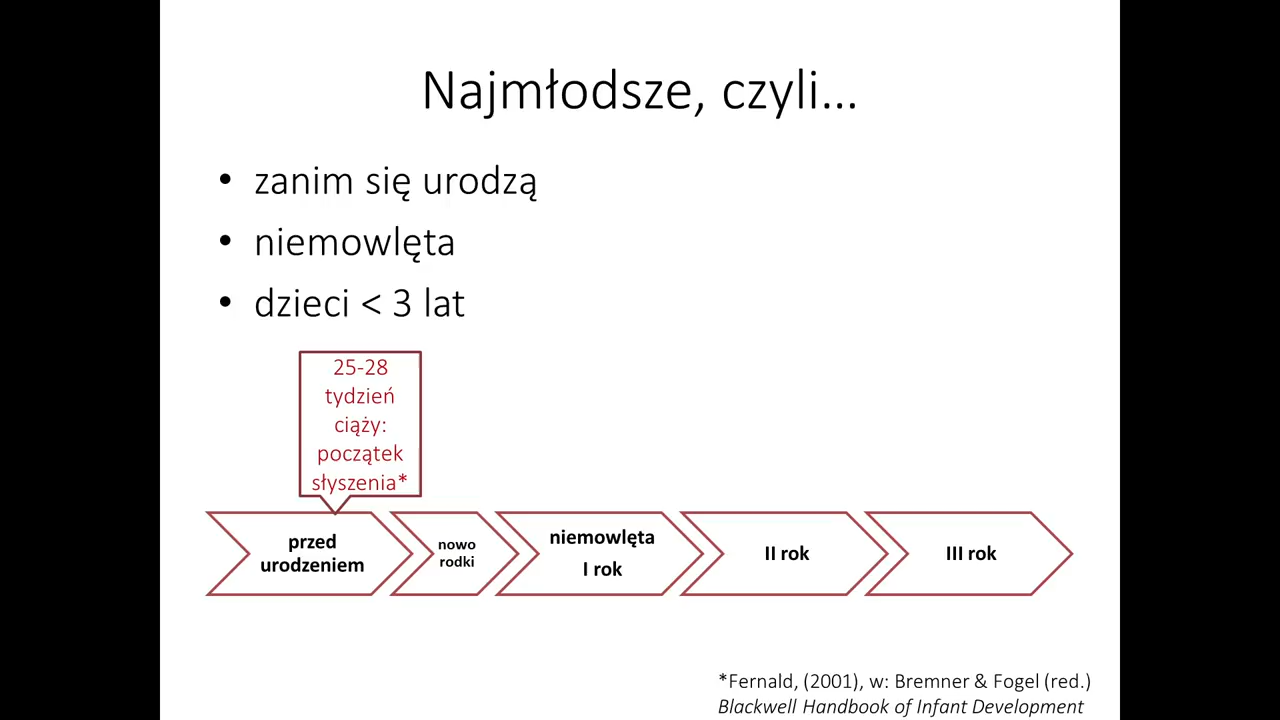 Najmłodsze, czyli...
• zanim się urodzą
• niemowlęta
• dzieci < 3 lat
25-28
tydzień
ciąży:
początek
słyszenia*
przed
urodzeniem
nowo
rodki
niemowlęta
I rok
II rok
III rok
*Fernald, (2001), w: Bremner & Fogel (red.)
Blackwell Handbook of Infant Development